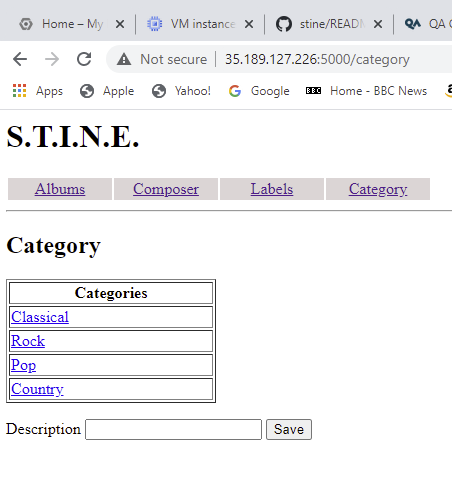 Home – My
VM instance
stine/READM
QA
Not secure | 35.189.127.226:5000/category
Apps Apple Yahoo! Google BBC Home - BBC News
S.T.I.N.E.
Albums Composer Labels Category
Category
Categories
Classical
Rock
Pop
Country
Description Save